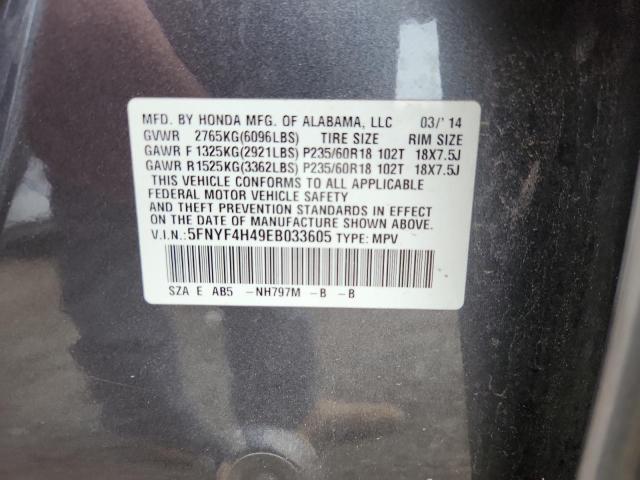 MFD. BY HONDA MFG. OF ALABAMA, LLC 03/'14
GVWR 2765KG(6096LBS) TIRE SIZE RIM SIZE
GAWR F 1325KG(2921LBS) P235/60R18 102T 18X7.5J
GAWR R1525KG(3362LBS) P235/60R18 102T 18X7.5J
THIS VEHICLE CONFORMS TO ALL APPLICABLE
FEDERAL MOTOR VEHICLE SAFETY
AND THEFT PREVENTION STANDARDS IN EFFECT
ON THE DATE OF MANUFACTURE SHOWN ABOVE.
V.I.N.:5FNYF4H49EB033605 TYPE: MPV
SZA E AB5 -NH797M -B -B